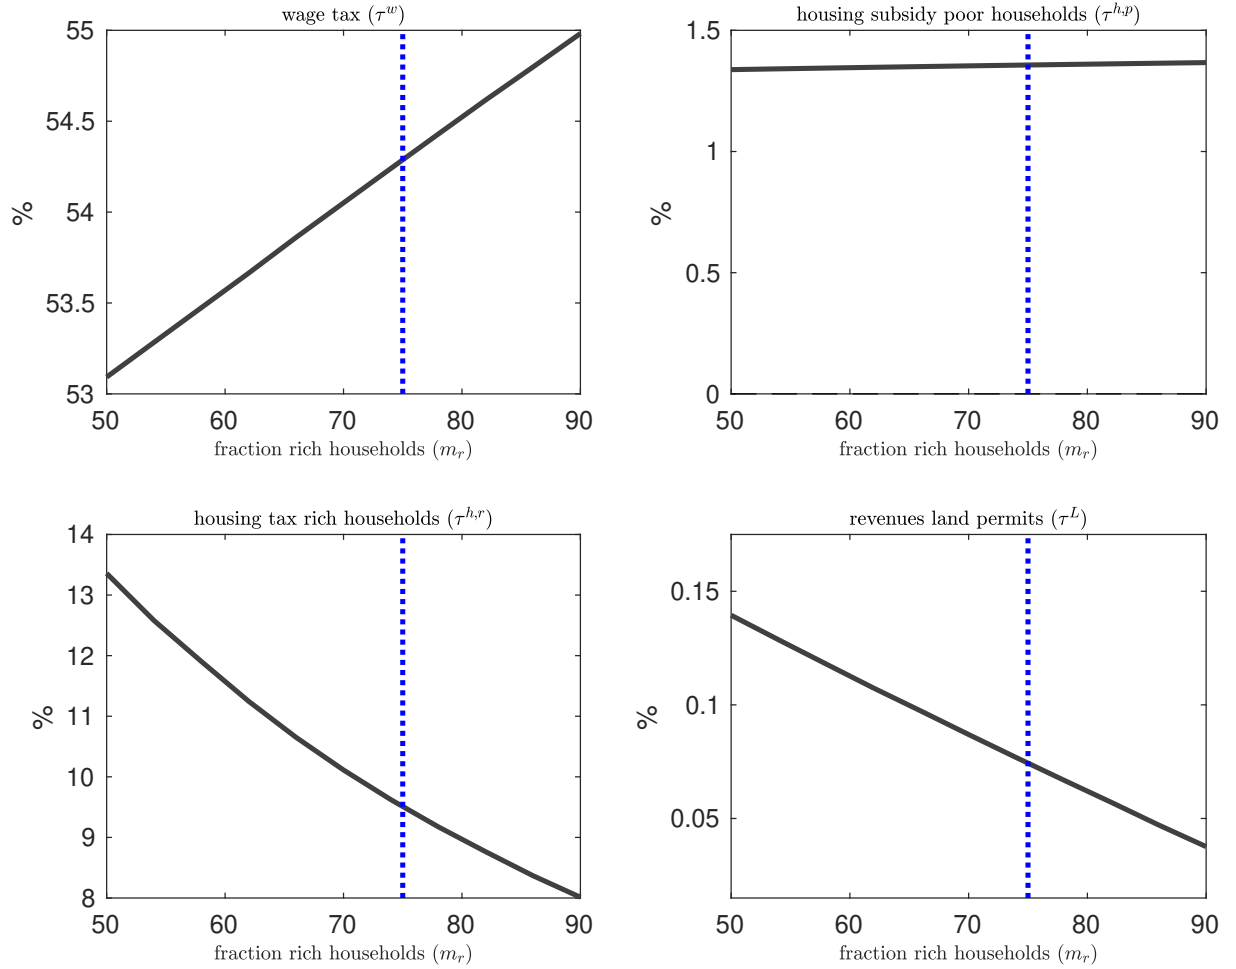 wage tax (τ^w)
55
54.5
54
53.5
53
%
50 60 70 80 90
fraction rich households (m_r)
housing subsidy poor households (τ^{h,p})
1.5
1
0.5
0
%
50 60 70 80 90
fraction rich households (m_r)
housing tax rich households (τ^{h,r})
14
13
12
11
10
9
8
%
50 60 70 80 90
fraction rich households (m_r)
revenues land permits (τ^L)
0.15
0.1
0.05
%
50 60 70 80 90
fraction rich households (m_r)